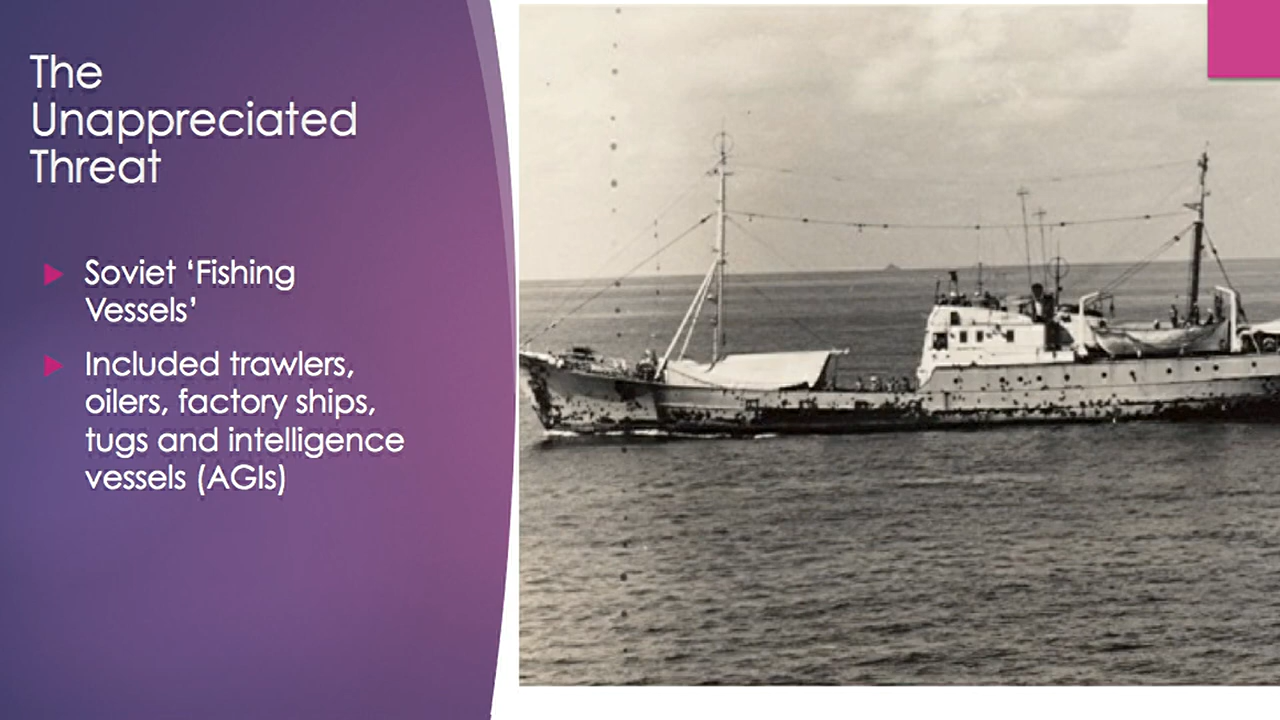 The
Unappreciated
Threat
Soviet ‘Fishing
Vessels’
Included trawlers,
oilers, factory ships,
tugs and intelligence
vessels (AGIs)